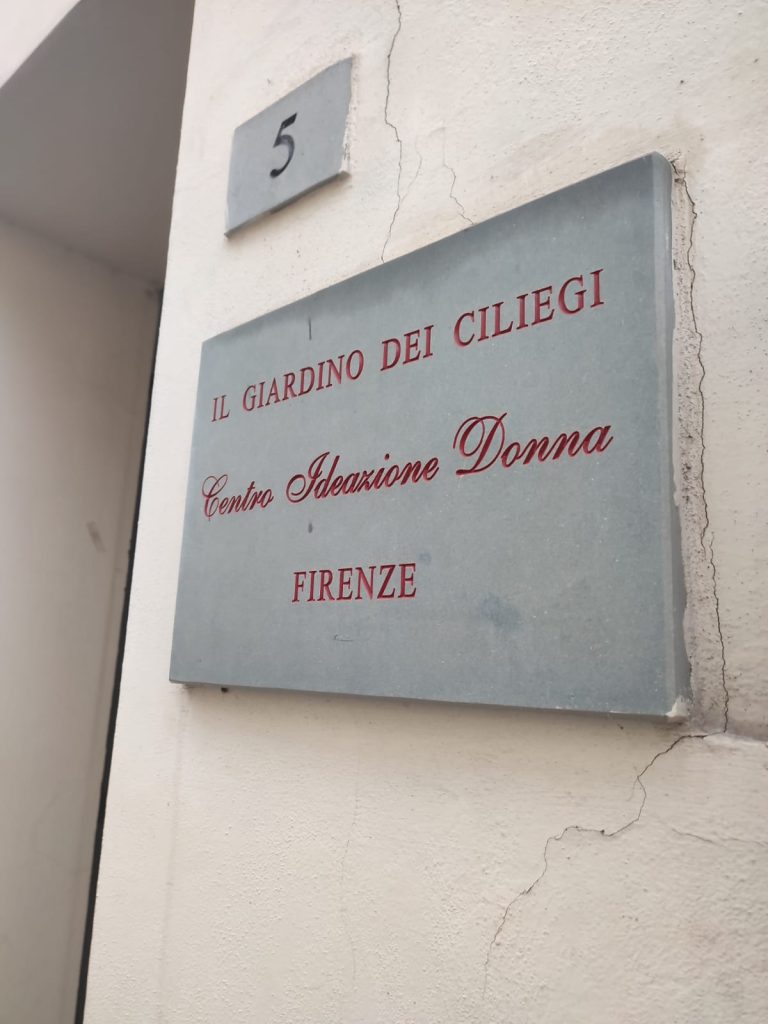 5
IL GIARDINO DEI CILIEGI
Centro Ideazione Donna
FIRENZE